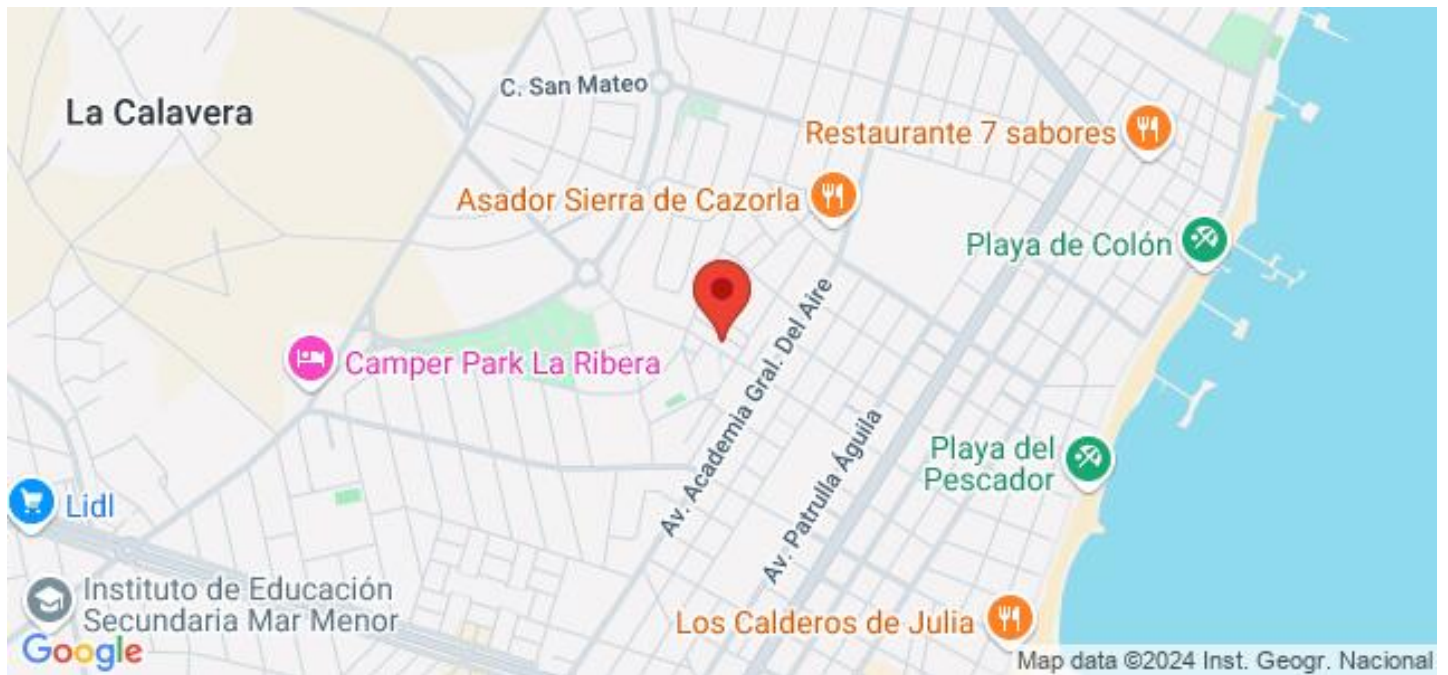 C. San Mateo
La Calavera
Restaurante 7 sabores
Asador Sierra de Cazorla
Playa de Colón
Av. Academia Gral. Del Aire
Camper Park La Ribera
Av. Patrulla Águila
Playa del
Pescador
Lidl
Instituto de Educación
Secundaria Mar Menor
Los Calderos de Julia
Google
Map data ©2024 Inst. Geogr. Nacional